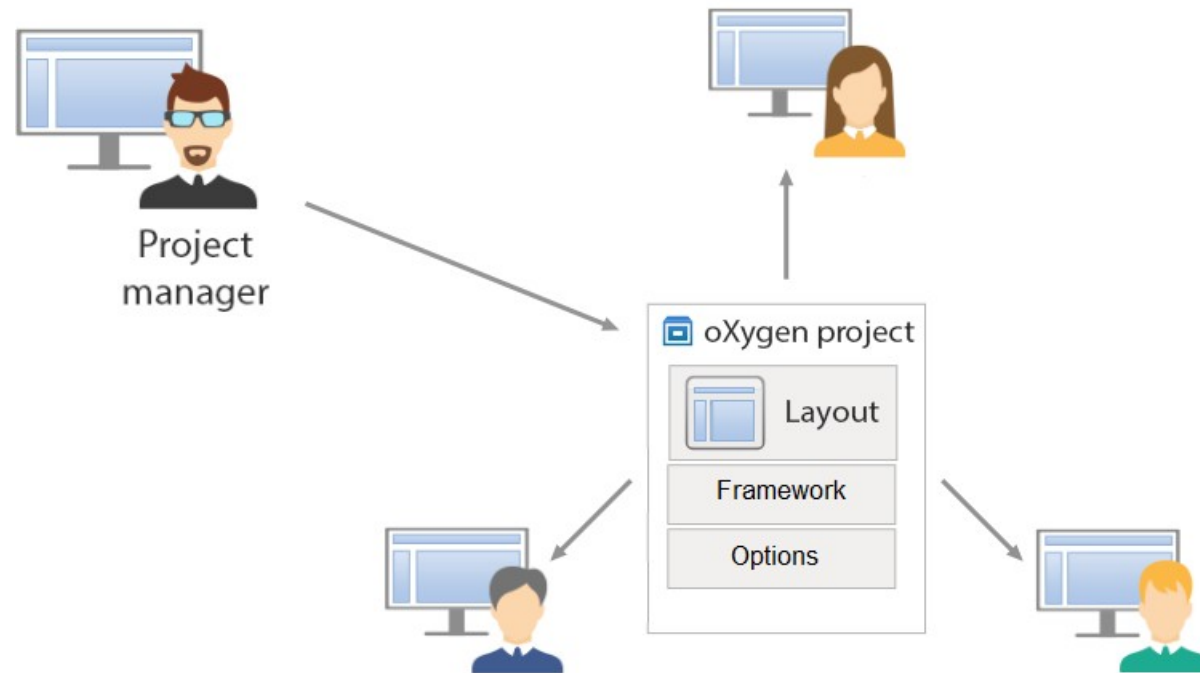 Project
manager
oXygen project
Layout
Framework
Options